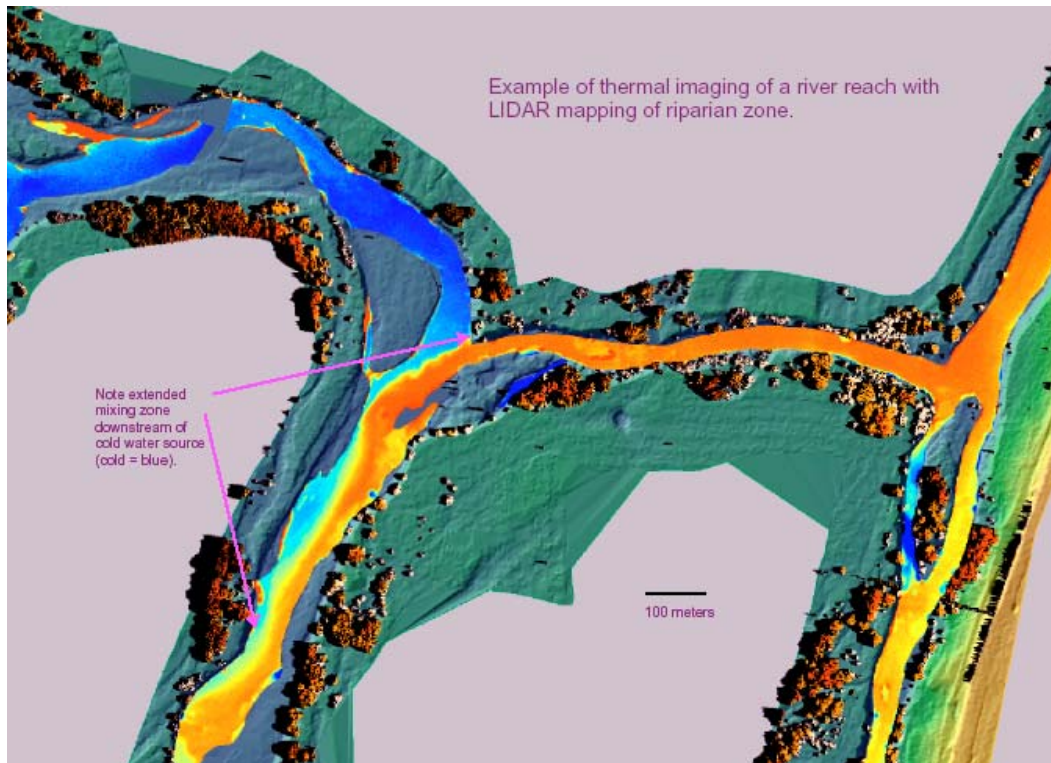 Example of thermal imaging of a river reach with
LIDAR mapping of riparian zone.
Note extended
mixing zone
downstream of
cold water source
(cold = blue).
100 meters